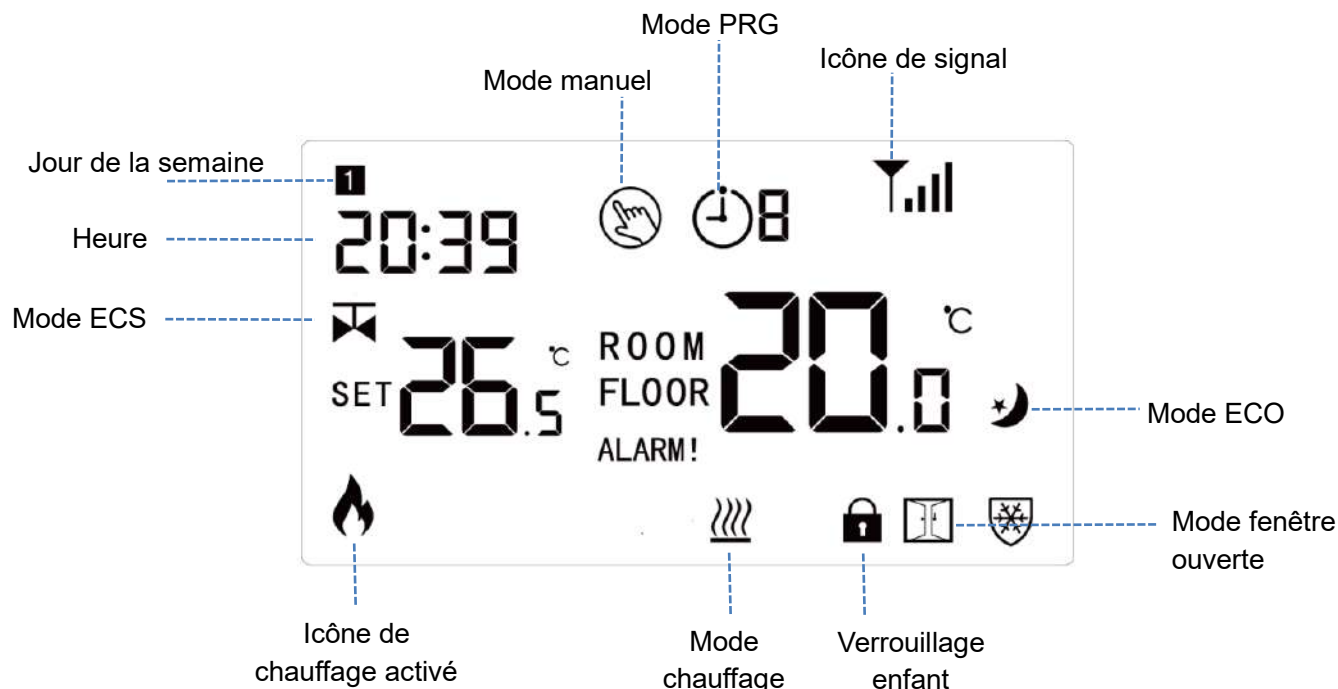 Mode PRG
Mode manuel
Icône de signal
Jour de la semaine
1
Heure
20:39
8
Mode ECS
SET 26.5 °C
ROOM
FLOOR
20.0 °C
ALARM!
Mode ECO
Mode fenêtre
ouverte
Icône de
chauffage activé
Mode
chauffage
Verrouillage
enfant